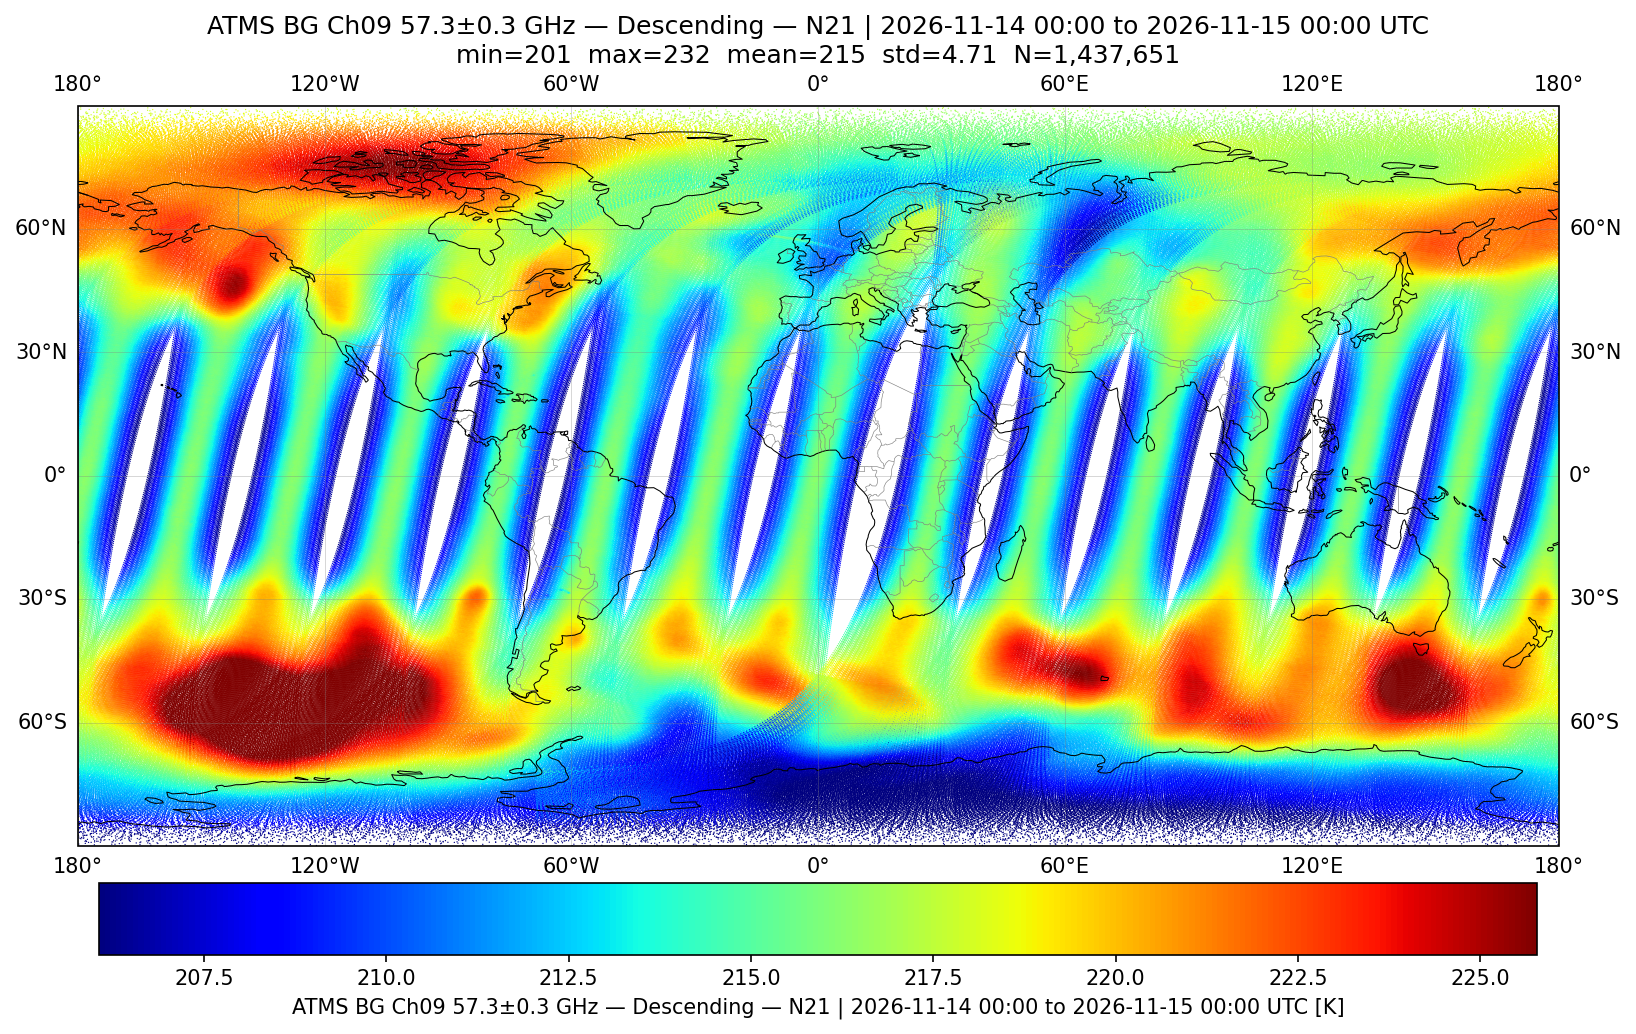 ATMS BG Ch09 57.3±0.3 GHz — Descending — N21 | 2026-11-14 00:00 to 2026-11-15 00:00 UTC
min=201 max=232 mean=215 std=4.71 N=1,437,651
180° 120°W 60°W 0° 60°E 120°E 180°
60°N 60°N
30°N 30°N
0° 0°
30°S 30°S
60°S 60°S
180° 120°W 60°W 0° 60°E 120°E 180°
207.5 210.0 212.5 215.0 217.5 220.0 222.5 225.0
ATMS BG Ch09 57.3±0.3 GHz — Descending — N21 | 2026-11-14 00:00 to 2026-11-15 00:00 UTC [K]